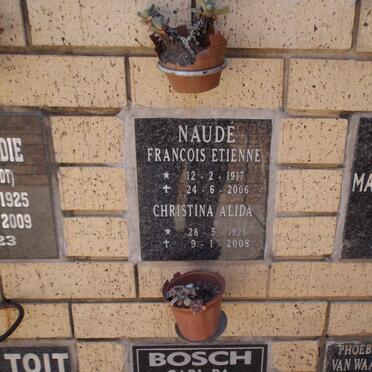 NAUDÉ
FRANCOIS ETIENNE
★ 12 - 2 - 1917
✝ 24 - 6 - 2006
CHRISTINA ALIDA
★ 28 - 5 - 1926
✝ 9 - 1 - 2008
DIE
1925
2009
23
MA
TOIT
BOSCH
PHOEB
VAN WAA